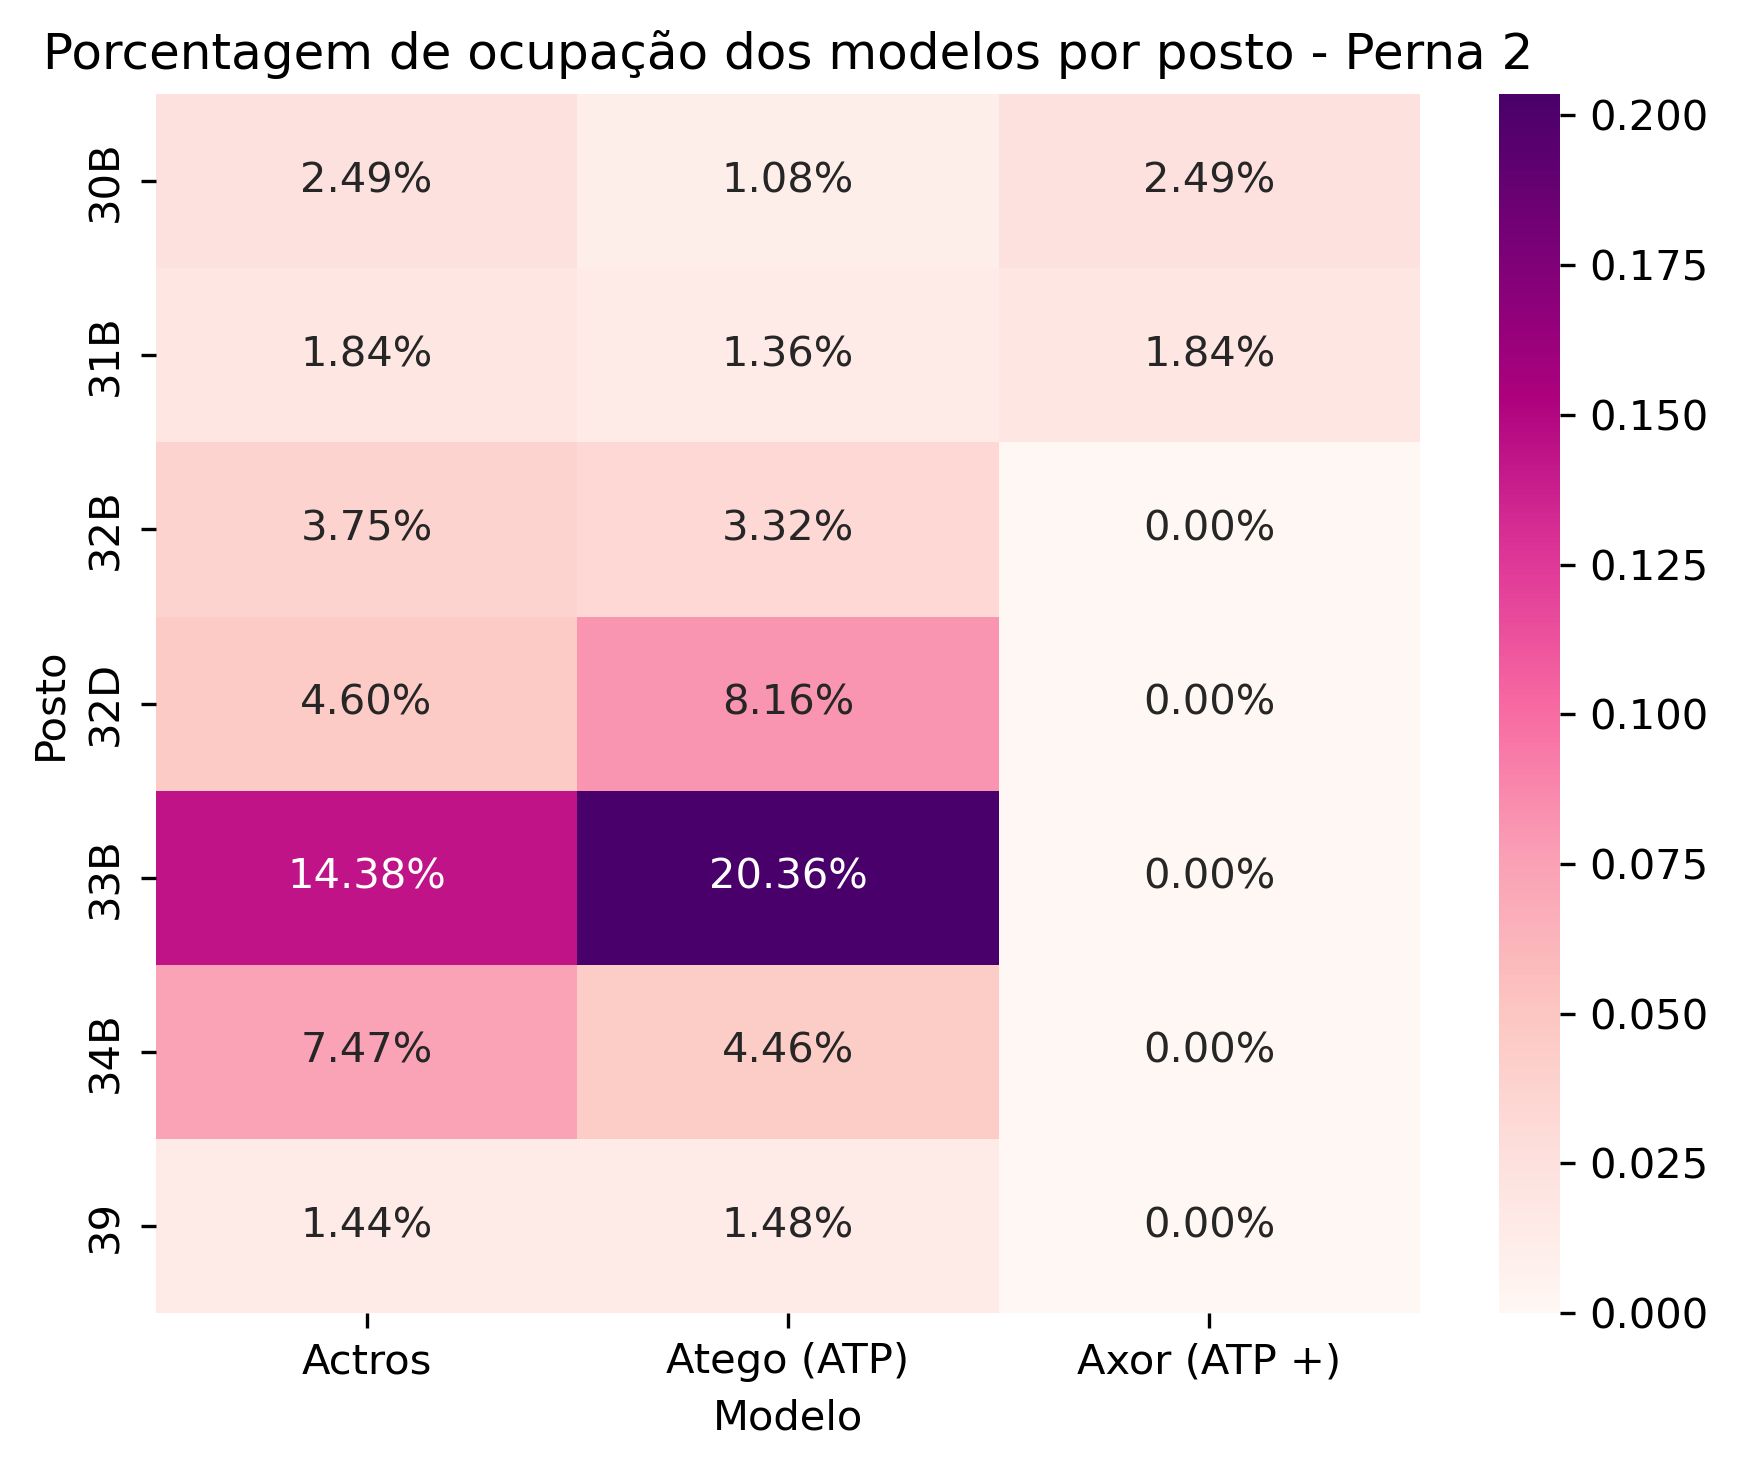 Porcentagem de ocupação dos modelos por posto - Perna 2
30B 2.49% 1.08% 2.49%
31B 1.84% 1.36% 1.84%
32B 3.75% 3.32% 0.00%
32D 4.60% 8.16% 0.00%
33B 14.38% 20.36% 0.00%
34B 7.47% 4.46% 0.00%
39 1.44% 1.48% 0.00%
Posto
Actros Atego (ATP) Axor (ATP +)
Modelo
0.200
0.175
0.150
0.125
0.100
0.075
0.050
0.025
0.000